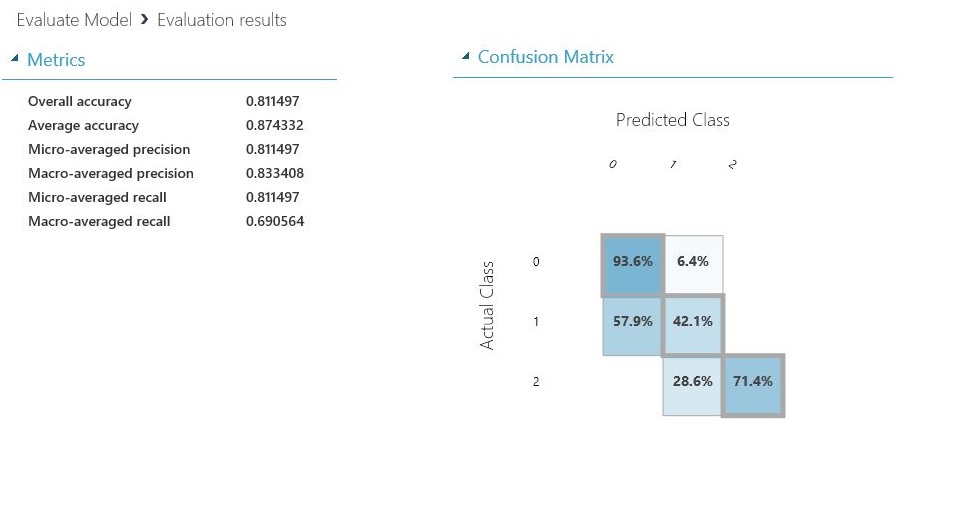 Evaluate Model > Evaluation results
Metrics
Overall accuracy 0.811497
Average accuracy 0.874332
Micro-averaged precision 0.811497
Macro-averaged precision 0.833408
Micro-averaged recall 0.811497
Macro-averaged recall 0.690564
Confusion Matrix
Predicted Class
0 1 2
Actual Class
0 93.6% 6.4%
1 57.9% 42.1%
2 28.6% 71.4%